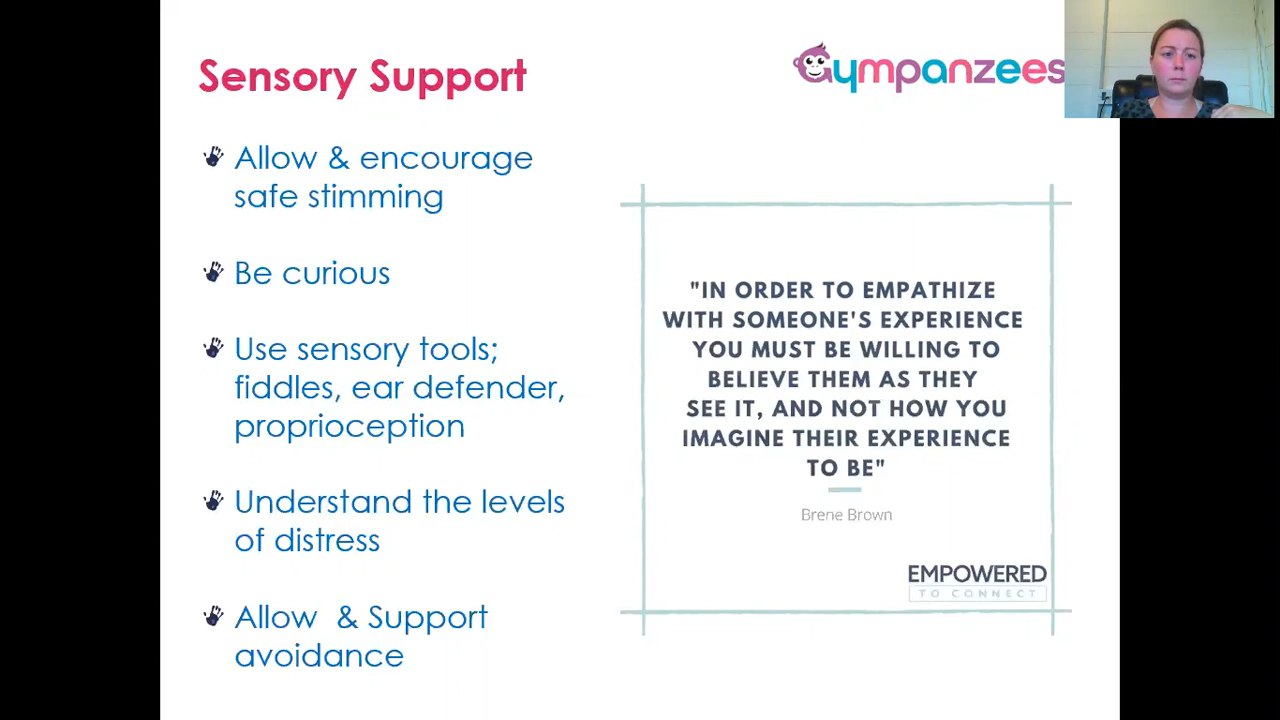 Sensory Support
Gympanzees
Allow & encourage
safe stimming
Be curious
Use sensory tools;
fiddles, ear defender,
proprioception
Understand the levels
of distress
Allow  & Support
avoidance
"IN ORDER TO EMPATHIZE
WITH SOMEONE'S EXPERIENCE
YOU MUST BE WILLING TO
BELIEVE THEM AS THEY
SEE IT, AND NOT HOW YOU
IMAGINE THEIR EXPERIENCE
TO BE"
Brene Brown
EMPOWERED
TO CONNECT